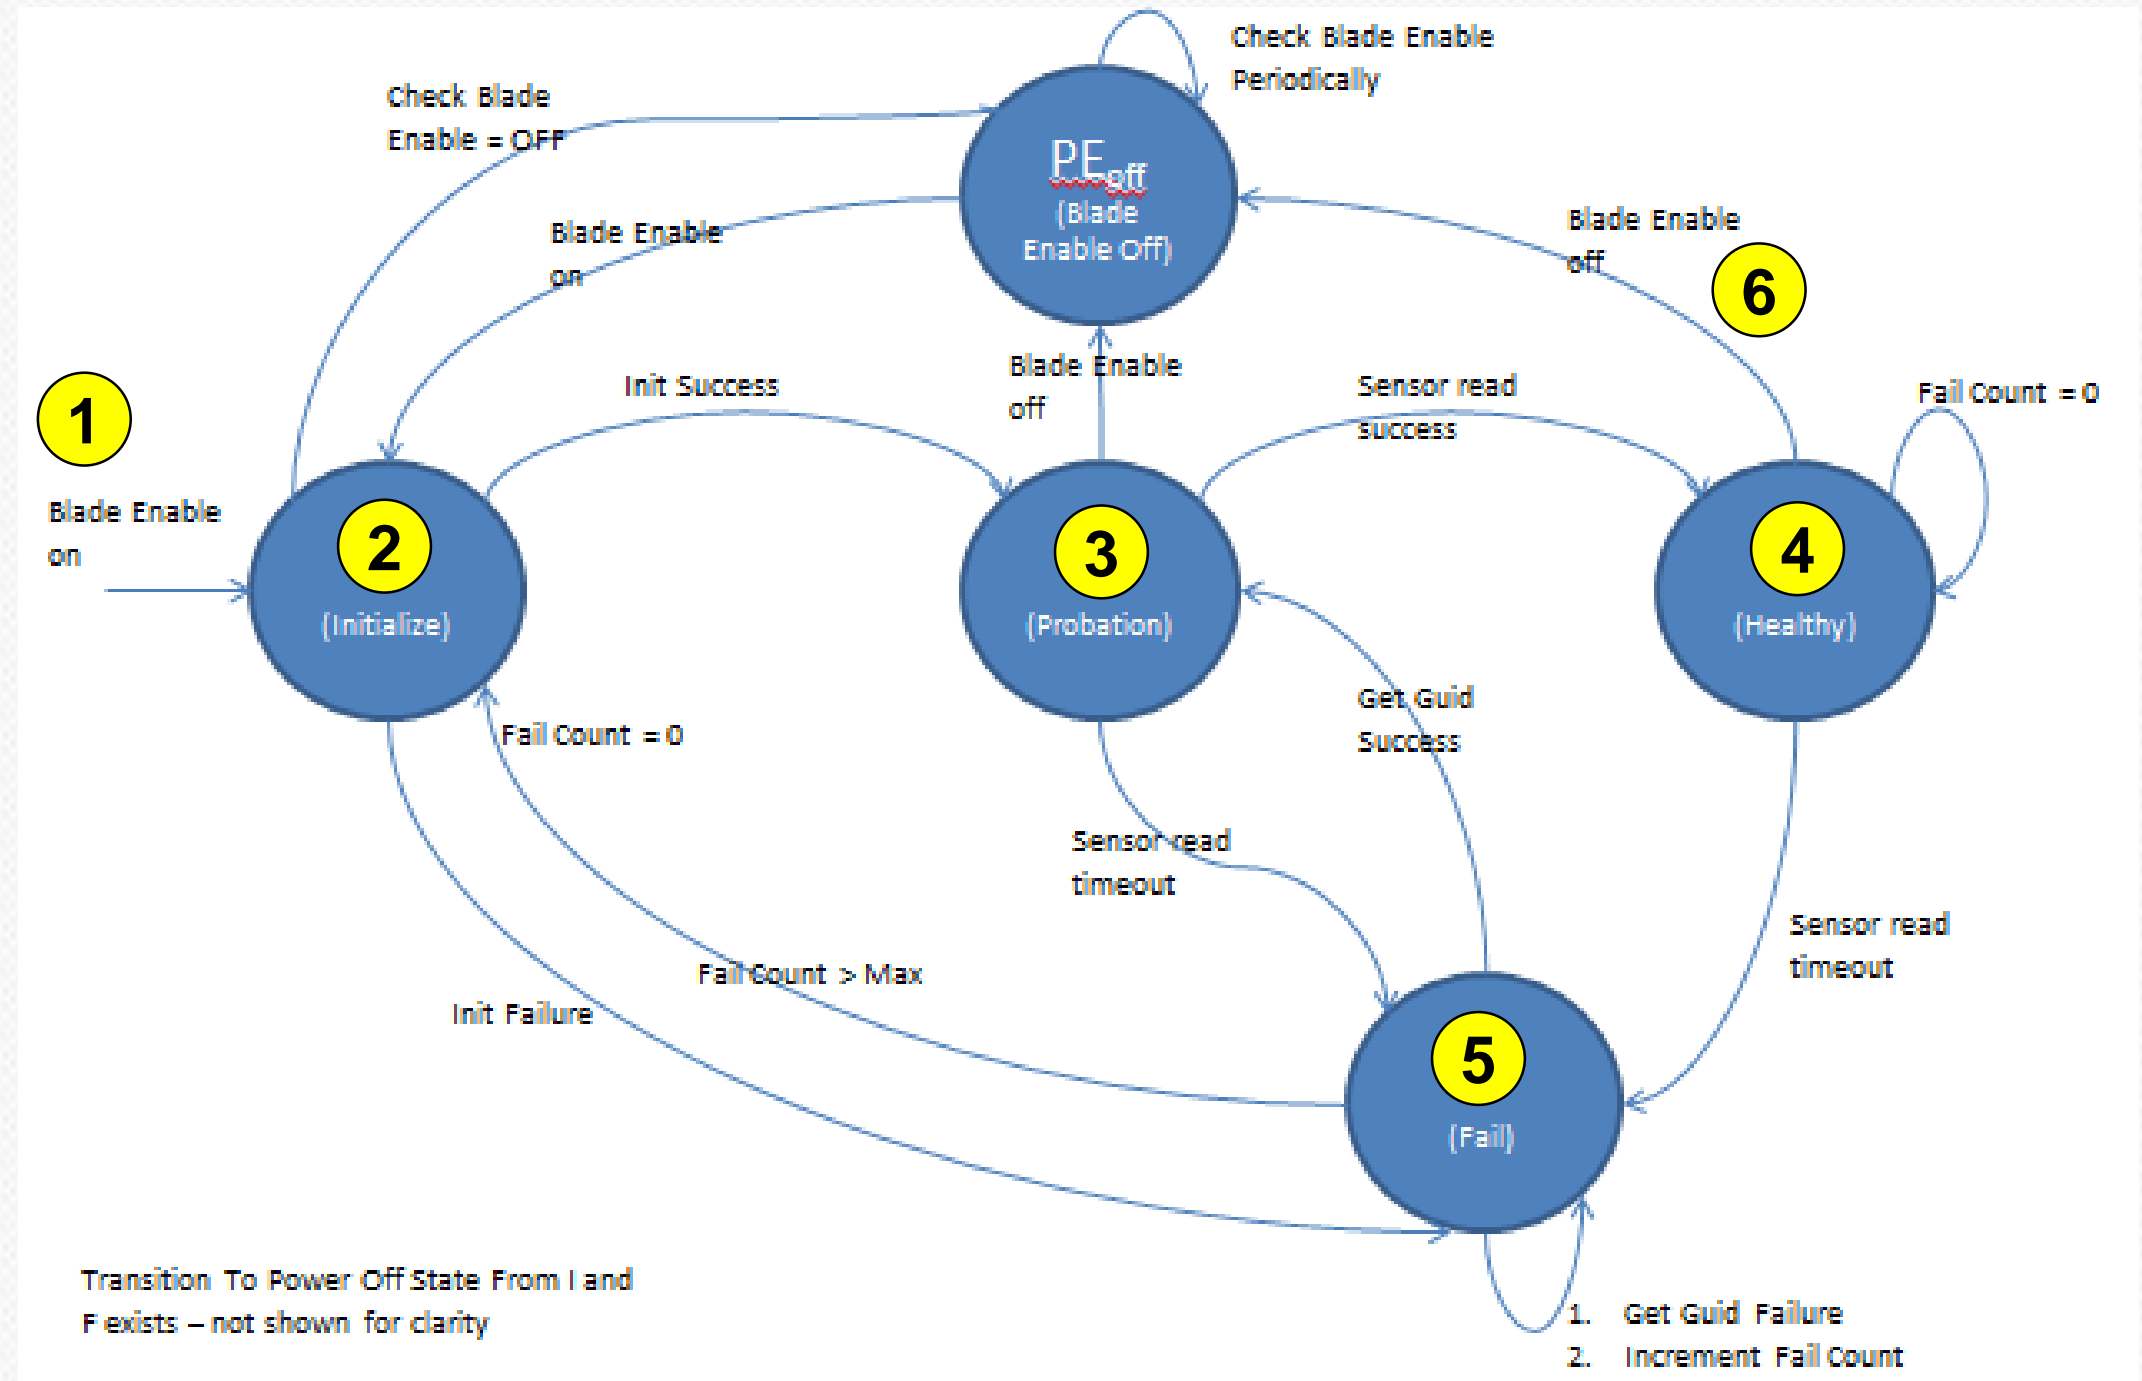 Check Blade Enable
Periodically
Check Blade
Enable = OFF
PEoff
(Blade
Enable Off)
Blade Enable
on
Blade Enable
off
6
1
Blade Enable
on
Init Success
Blade Enable
off
Sensor read
success
Fail Count = 0
2
(Initialize)
3
(Probation)
4
(Healthy)
Fail Count = 0
Get Guid
Success
Sensor read
timeout
Sensor read
timeout
Fail Count > Max
Init Failure
5
(Fail)
Transition To Power Off State From I and
F exists – not shown for clarity
1. Get Guid Failure
2. Increment Fail Count